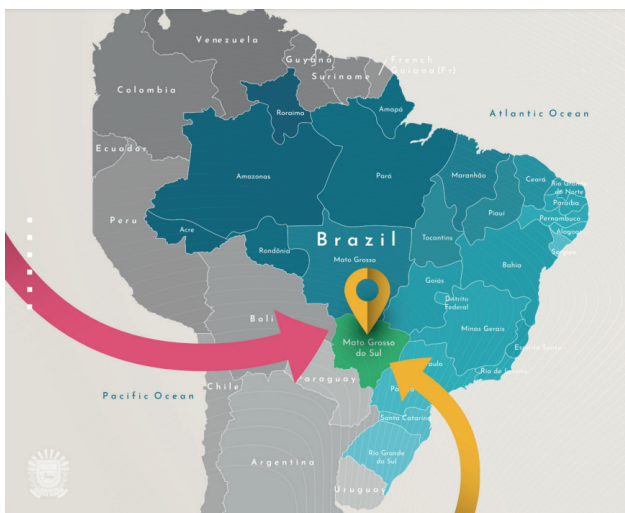 Venezuela
Guyana
French
Guiana (Fr)
Suriname
Colombia
Roraima
Amapá
Atlantic Ocean
Ecuador
Amazonas
Pará
Maranhão
Ceara
Rio Grande
do Norte
Paraíba
Piauí
Pernambuco
Alagoas
Sergipe
Peru
Acre
Rondônia
Brazil
Mato Grosso
Tocantins
Bahia
Goiás
Distrito
Federal
Boli
Minas Gerais
Mato Grosso
do Sul
Espírito Santo
Rio de Janeiro
Paulo
Paraguay
Chile
Pacific Ocean
Santa Catarina
Rio Grande
do Sul
Argentina
Uruguay